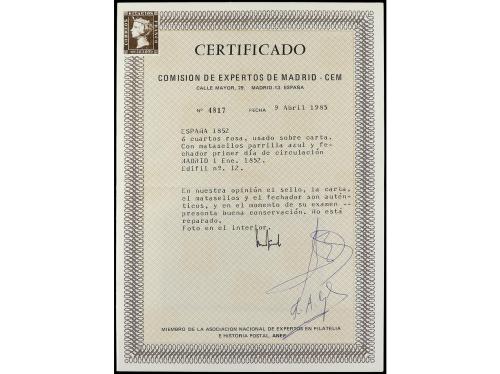 CERTIFICADO
COMISION DE EXPERTOS DE MADRID - CEM
CALLE MAYOR, 29. MADRID-13. ESPAÑA
Nº 4817 FECHA 9 Abril 1985
ESPAÑA 1852
6 cuartos rosa, usado sobre carta.
Con matasellos parrilla azul y fe-
chador primer día de circulación
MADRID 1 Ene. 1852.
Edifil nº. 12.
En nuestra opinión el sello, la carta,
el matasellos y el fechador son autén-
ticos, y en el momento de su examen --
presenta buena conservación. No está
reparado.
Foto en el interior.
MIEMBRO DE LA ASOCIACION NACIONAL DE EXPERTOS EN FILATELIA
E HISTORIA POSTAL. ANEF